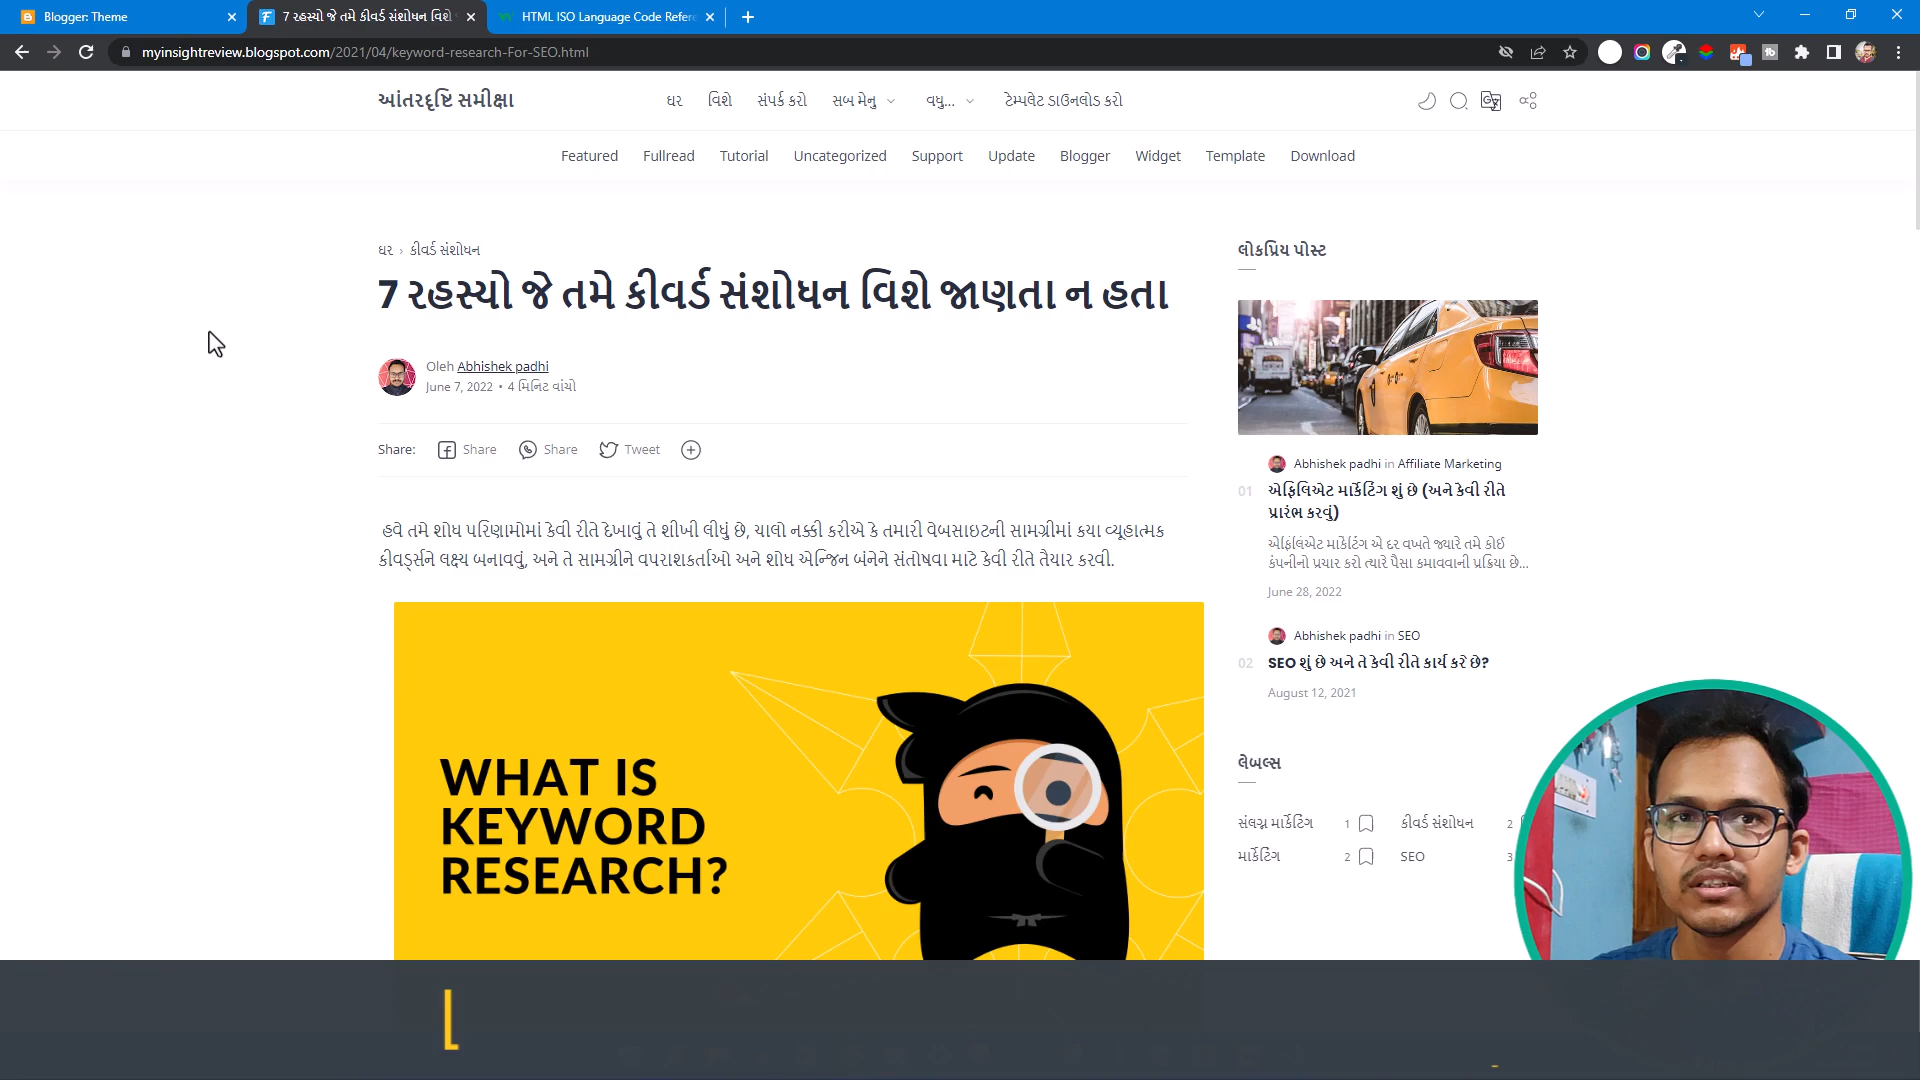 Blogger: Theme
7 રહસ્યો જે તમે કીવર્ડ સંશોધન વિશે
HTML ISO Language Code Refere
myinsightreview.blogspot.com/2021/04/keyword-research-For-SEO.html
આંતરદૃષ્ટિ સમીક્ષા
ઘર વિશે સંપર્ક કરો સબ મેનુ વધુ... ટેમ્પલેટ ડાઉનલોડ કરો
Featured Fullread Tutorial Uncategorized Support Update Blogger Widget Template Download
ઘર › કીવર્ડ સંશોધન
7 રહસ્યો જે તમે કીવર્ડ સંશોધન વિશે જાણતા ન હતા
Oleh Abhishek padhi
June 7, 2022 • 4 મિનિટ વાંચો
Share: Share Share Tweet
હવે તમે શોધ પરિણામોમાં કેવી રીતે દેખાવું તે શીખી લીધું છે, ચાલો નક્કી કરીએ કે તમારી વેબસાઇટની સામગ્રીમાં કયા વ્યૂહાત્મક
કીવર્ડ્સને લક્ષ્ય બનાવવું, અને તે સામગ્રીને વપરાશકર્તાઓ અને શોધ એન્જિન બંનેને સંતોષવા માટે કેવી રીતે તૈયાર કરવી.
WHAT IS
KEYWORD
RESEARCH?
લોકપ્રિય પોસ્ટ
Abhishek padhi in Affiliate Marketing
01 એફિલિએટ માર્કેટિંગ શું છે (અને કેવી રીતે
પ્રારંભ કરવું)
એફિલિએટ માર્કેટિંગ એ દર વખતે જ્યારે તમે કોઈ
કંપનીનો પ્રચાર કરો ત્યારે પૈસા કમાવવાની પ્રક્રિયા છે...
June 28, 2022
Abhishek padhi in SEO
02 SEO શું છે અને તે કેવી રીતે કાર્ય કરે છે?
August 12, 2021
લેબલ્સ
સંલગ્ન માર્કેટિંગ 1 કીવર્ડ સંશોધન 2
માર્કેટિંગ 2 SEO 3
L